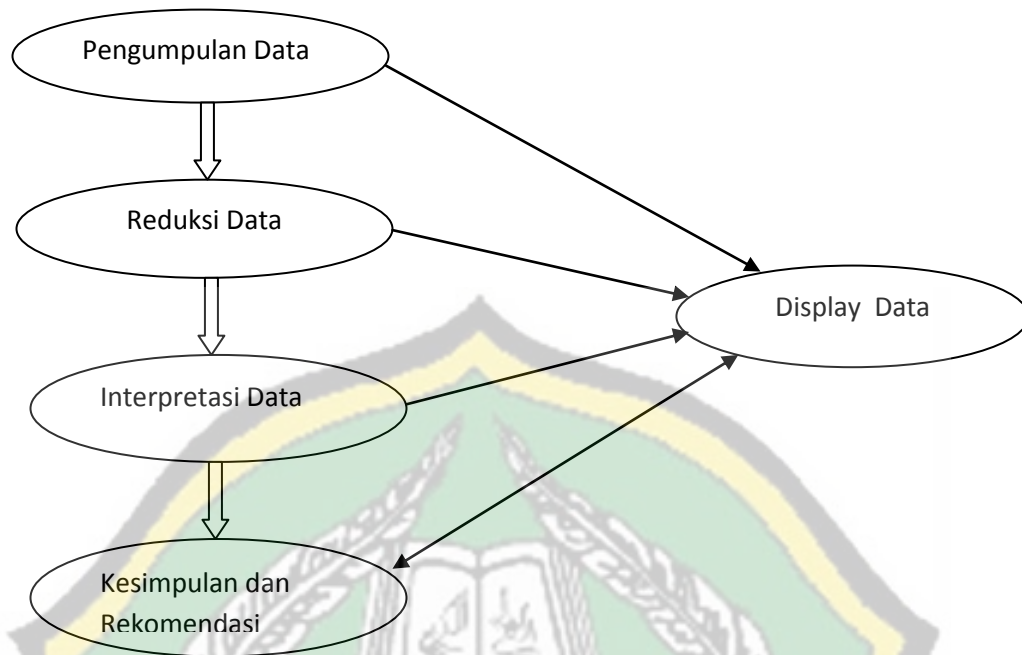 Pengumpulan Data
Reduksi Data
Display Data
Interpretasi Data
Kesimpulan dan
Rekomendasi